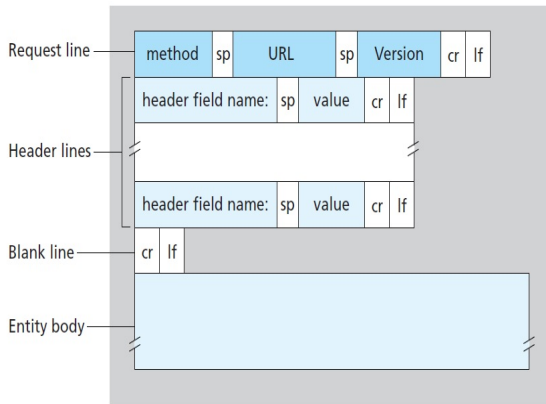 Request line method sp URL sp Version cr lf
header field name: sp value cr lf
Header lines
header field name: sp value cr lf
Blank line cr lf
Entity body